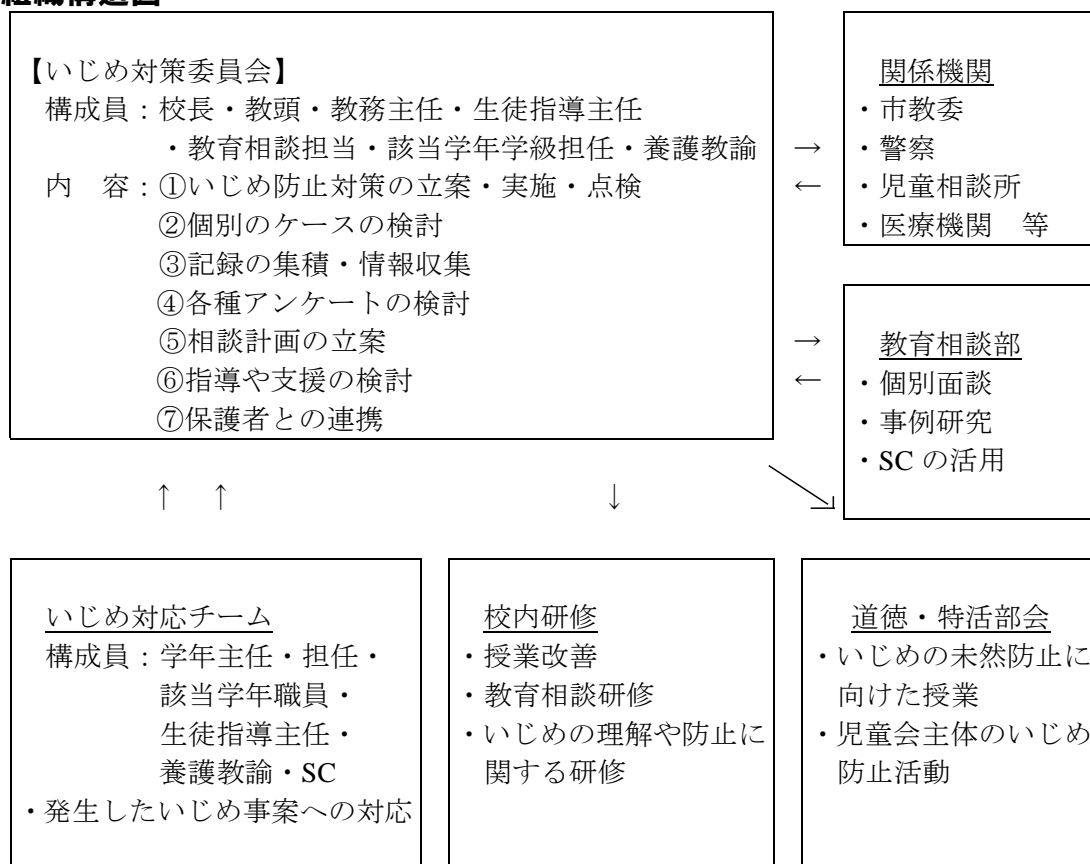 組織構造図
【いじめ対策委員会】
構成員：校長・教頭・教務主任・生徒指導主任
・教育相談担当・該当学年学級担任・養護教諭
内　容：①いじめ防止対策の立案・実施・点検
②個別のケースの検討
③記録の集積・情報収集
④各種アンケートの検討
⑤相談計画の立案
⑥指導や支援の検討
⑦保護者との連携
→
←
関係機関
・市教委
・警察
・児童相談所
・医療機関　等
→
←
教育相談部
・個別面談
・事例研究
・SC の活用
↑　↑　↓
いじめ対応チーム
構成員：学年主任・担任・
該当学年職員・
生徒指導主任・
養護教諭・SC
・発生したいじめ事案への対応
校内研修
・授業改善
・教育相談研修
・いじめの理解や防止に
関する研修
道徳・特活部会
・いじめの未然防止に
向けた授業
・児童会主体のいじめ
防止活動